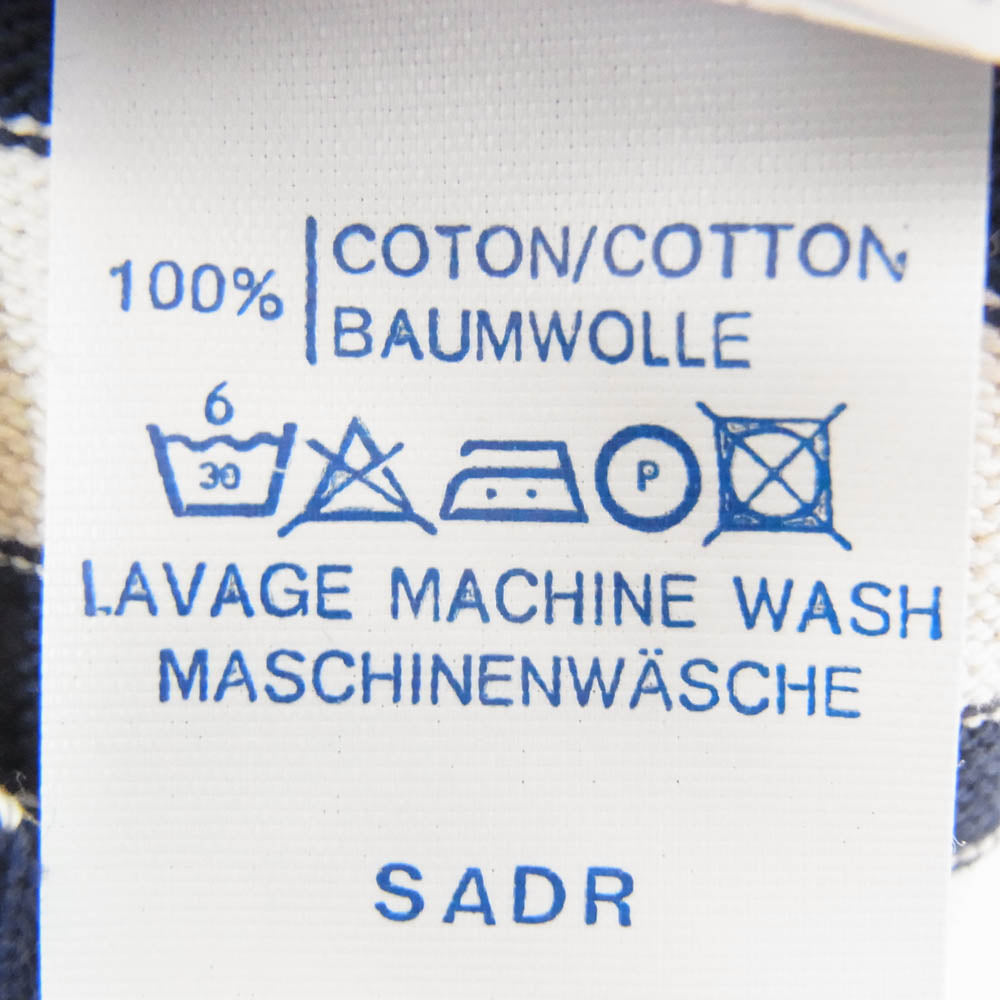 100% COTON/COTTON
BAUMWOLLE
6
30 P
LAVAGE MACHINE WASH
MASCHINENWÄSCHE
SADR